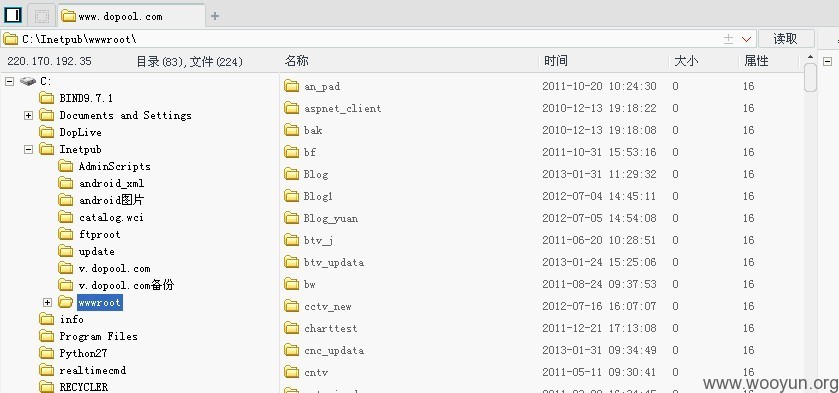 www.dopool.com
C:\Inetpub\wwwroot\ 读取
220.170.192.35 目录(83),文件(224) 名称 时间 大小 属性
C:
BIND9.7.1
Documents and Settings
DopLive
Inetpub
AdminScripts
android_xml
android图片
catalog.wci
ftproot
update
v.dopool.com
v.dopool.com备份
wwwroot
info
Program Files
Python27
realtimecmd
RECYCLER
an_pad 2011-10-20 10:24:30 0 16
aspnet_client 2010-12-13 19:18:22 0 16
bak 2010-12-13 19:18:08 0 16
bf 2011-10-31 15:53:16 0 16
Blog 2013-01-31 11:29:32 0 16
Blog1 2012-07-04 14:45:11 0 16
Blog_yuan 2012-07-05 14:54:08 0 16
btv_j 2011-06-20 10:28:51 0 16
btv_updata 2013-01-24 15:25:06 0 16
bw 2011-08-24 09:37:53 0 16
cctv_new 2012-07-16 16:07:07 0 16
charttest 2011-12-21 17:13:08 0 16
cnc_updata 2013-01-31 09:34:49 0 16
cntv 2011-05-11 09:30:41 0 16
www.wooyun.org